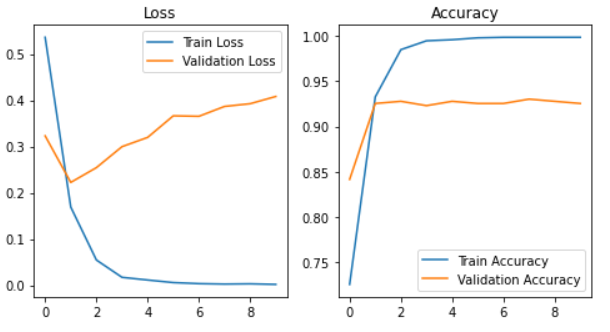 Loss
0.5
0.4
0.3
0.2
0.1
0.0
0 2 4 6 8
Train Loss
Validation Loss
Accuracy
1.00
0.95
0.90
0.85
0.80
0.75
0 2 4 6 8
Train Accuracy
Validation Accuracy